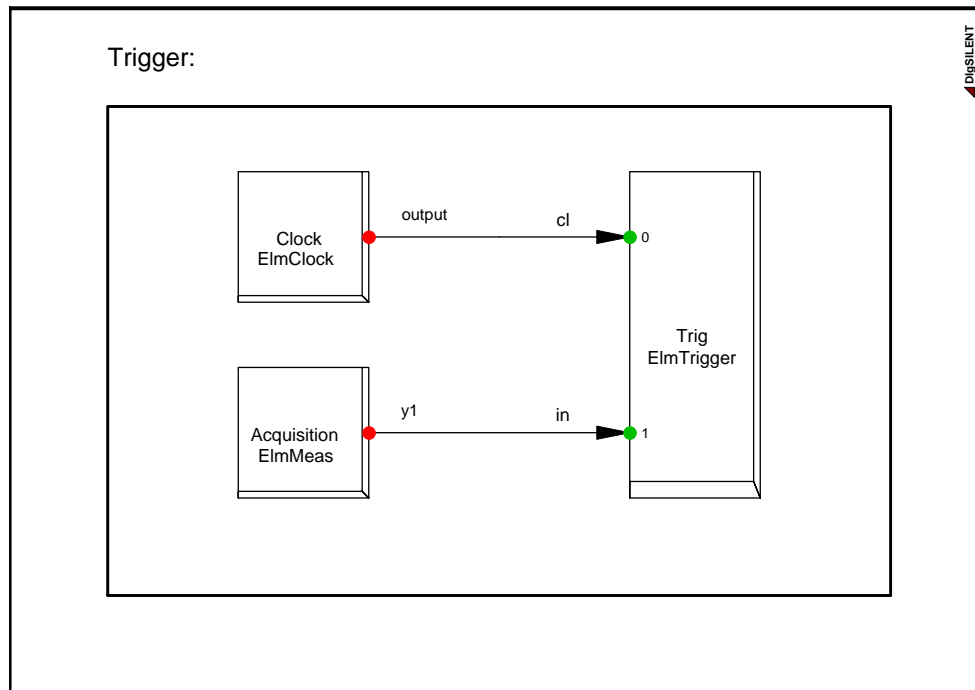 Trigger:
DIgSILENT
output
cl
Clock
ElmClock
0
Trig
ElmTrigger
y1
in
Acquisition
ElmMeas
1